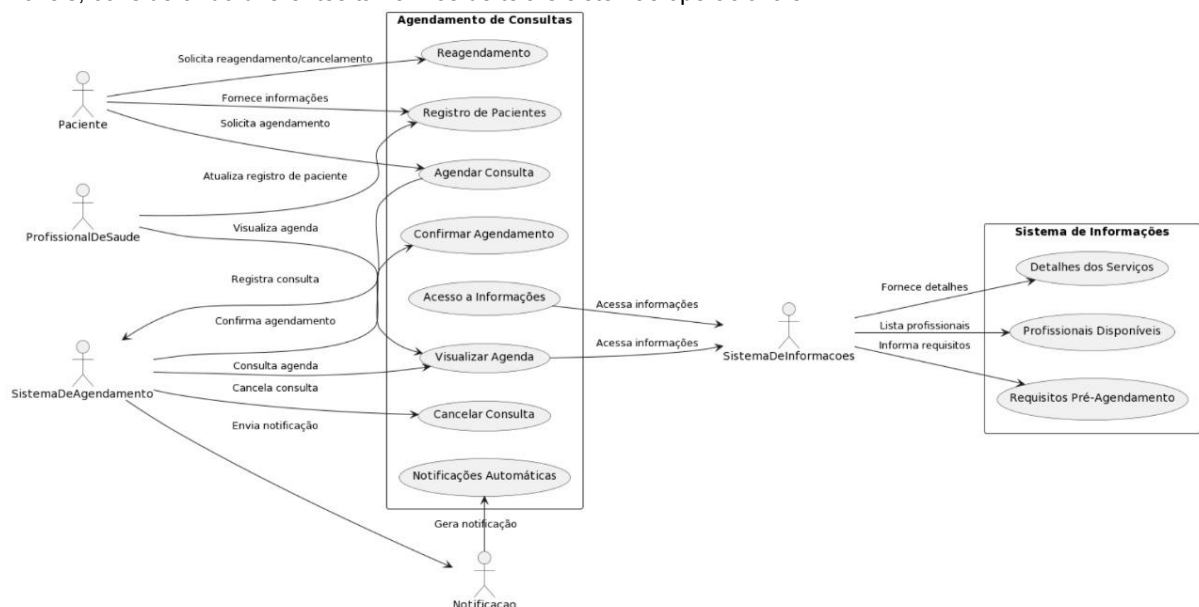 Agendamento de Consultas
Reagendamento
Solicita reagendamento/cancelamento
Fornece informações
Registro de Pacientes
Solicita agendamento
Paciente
Agendar Consulta
Atualiza registro de paciente
Visualiza agenda
ProfissionalDeSaude
Confirmar Agendamento
Sistema de Informações
Detalhes dos Serviços
Registra consulta
Fornece detalhes
Acesso a Informações
Acessa informações
Confirma agendamento
Lista profissionais
Profissionais Disponíveis
Acessa informações
Informa requisitos
Visualizar Agenda
SistemaDeInformacoes
Consulta agenda
Cancela consulta
SistemaDeAgendamento
Requisitos Pré-Agendamento
Cancelar Consulta
Envia notificação
Notificações Automáticas
Gera notificação
Notificacao